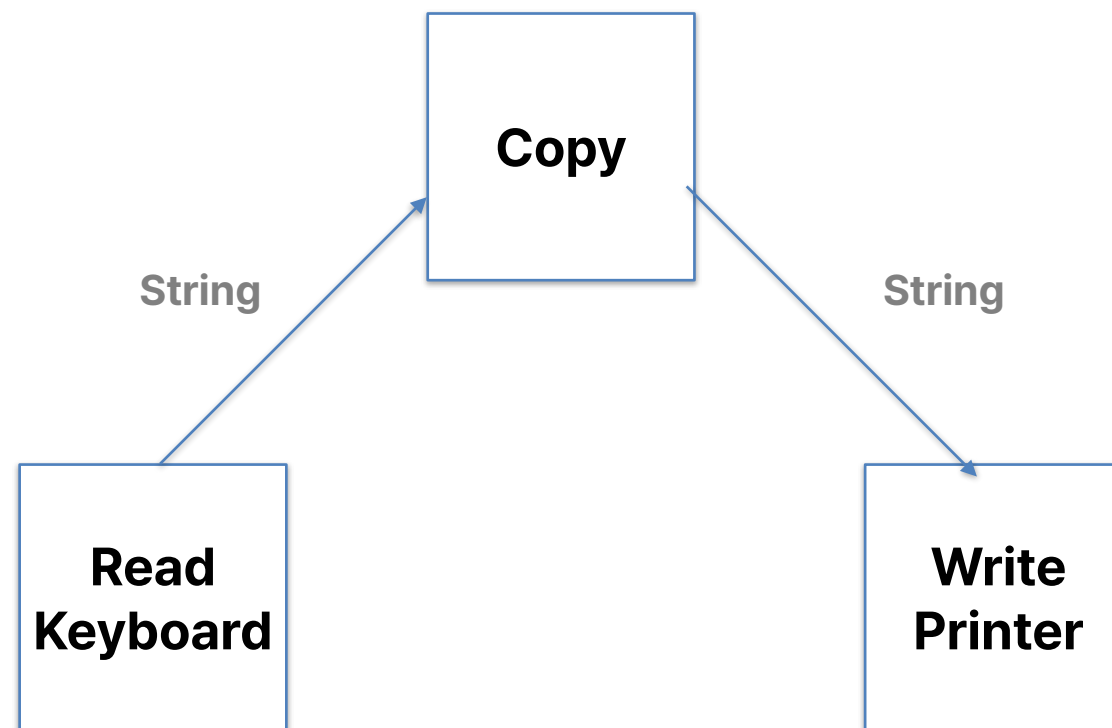 Copy
String
String
Read
Keyboard
Write
Printer